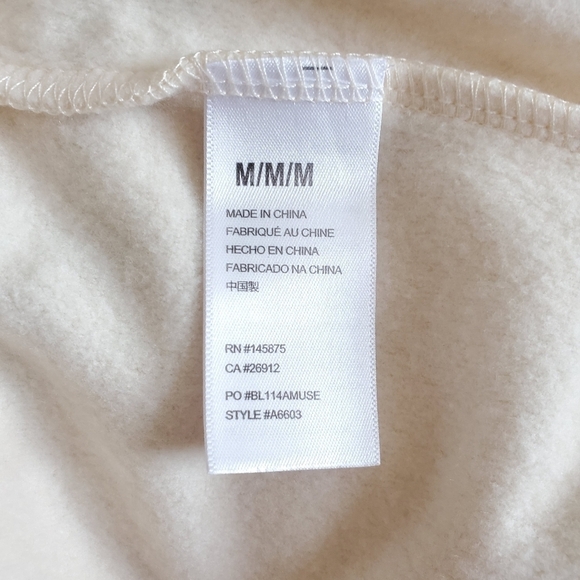 M/M/M
MADE IN CHINA
FABRIQUÉ AU CHINE
HECHO EN CHINA
FABRICADO NA CHINA
中国製
RN #145875
CA #26912
PO #BL114AMUSE
STYLE #A6603